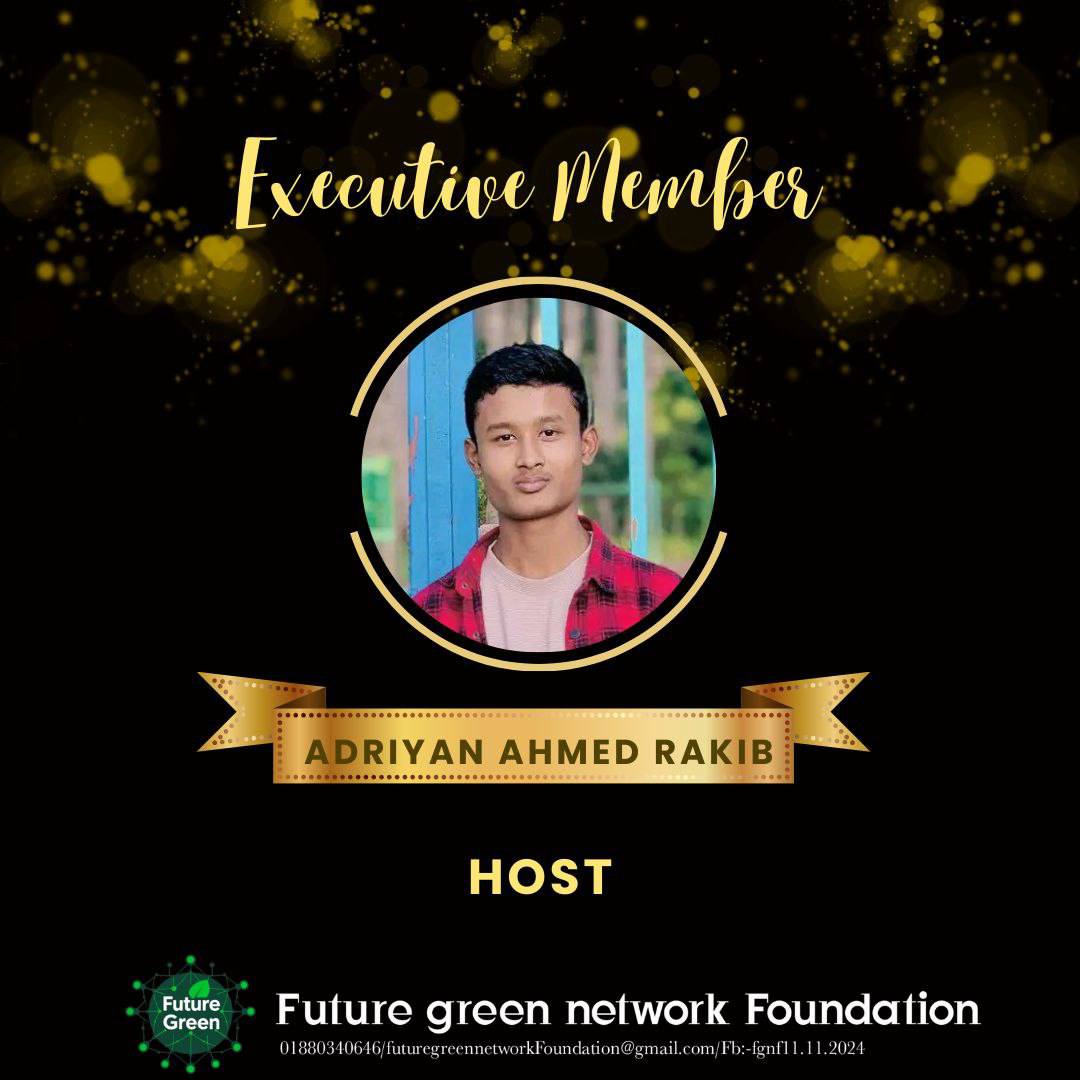 Executive Member
ADRIYAN AHMED RAKIB
HOST
Future
Green
Future green network Foundation
01880340646/futuregreennetworkFoundation@gmail.com/Fb:-fgnf11.11.2024